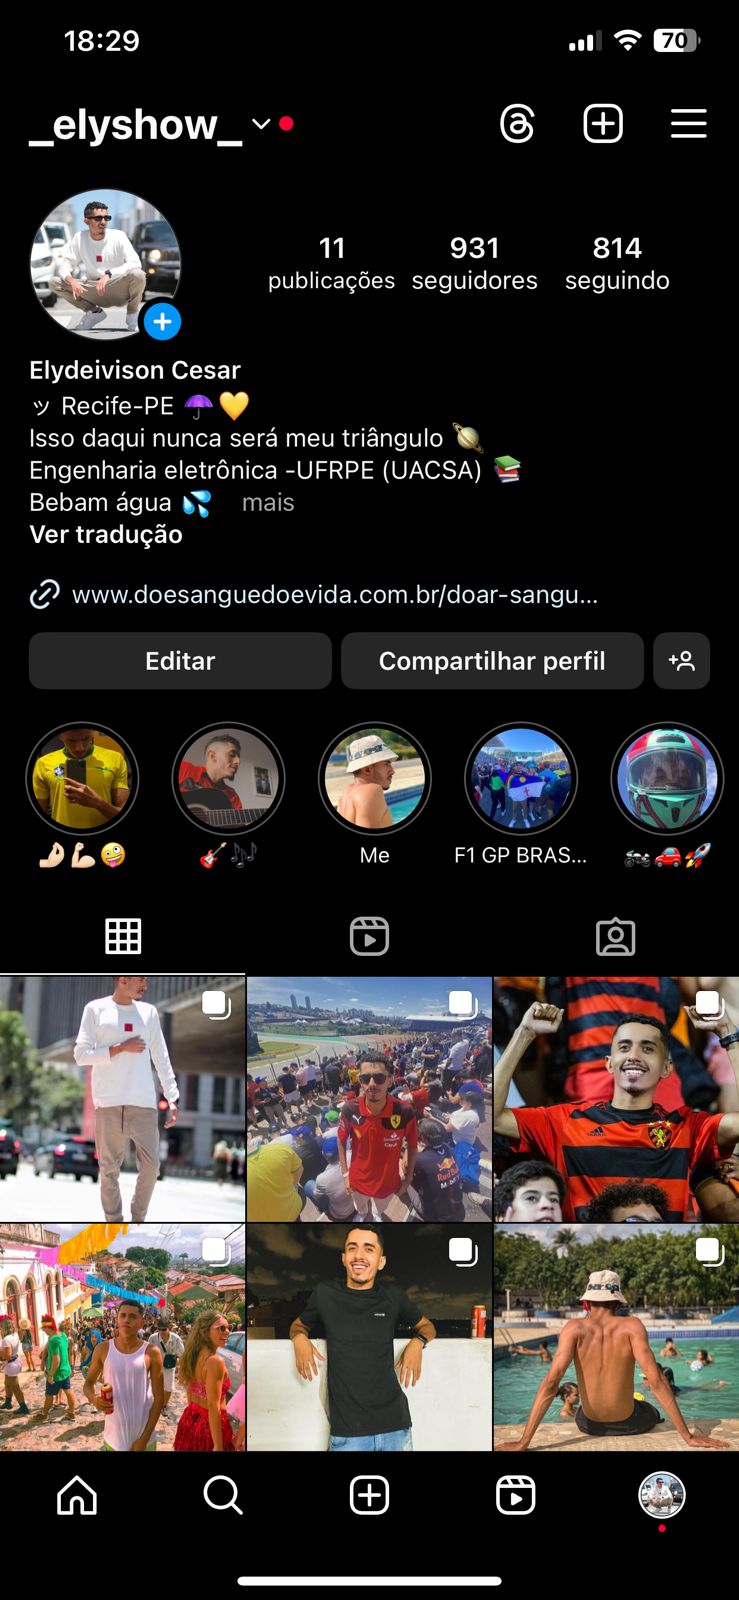 18:29
70
_elyshow_
11
publicações
931
seguidores
814
seguindo
Elydeivison Cesar
ッ Recife-PE ☂️💛
Isso daqui nunca será meu triângulo 🪐
Engenharia eletrônica -UFRPE (UACSA) 📚
Bebam água 💦 mais
Ver tradução
www.doesanguedoevida.com.br/doar-sangu...
Editar
Compartilhar perfil
🤌🏻💪🏻🤪
🎸🎶
Me
F1 GP BRAS...
🏍️🚗🚀
Red Bull